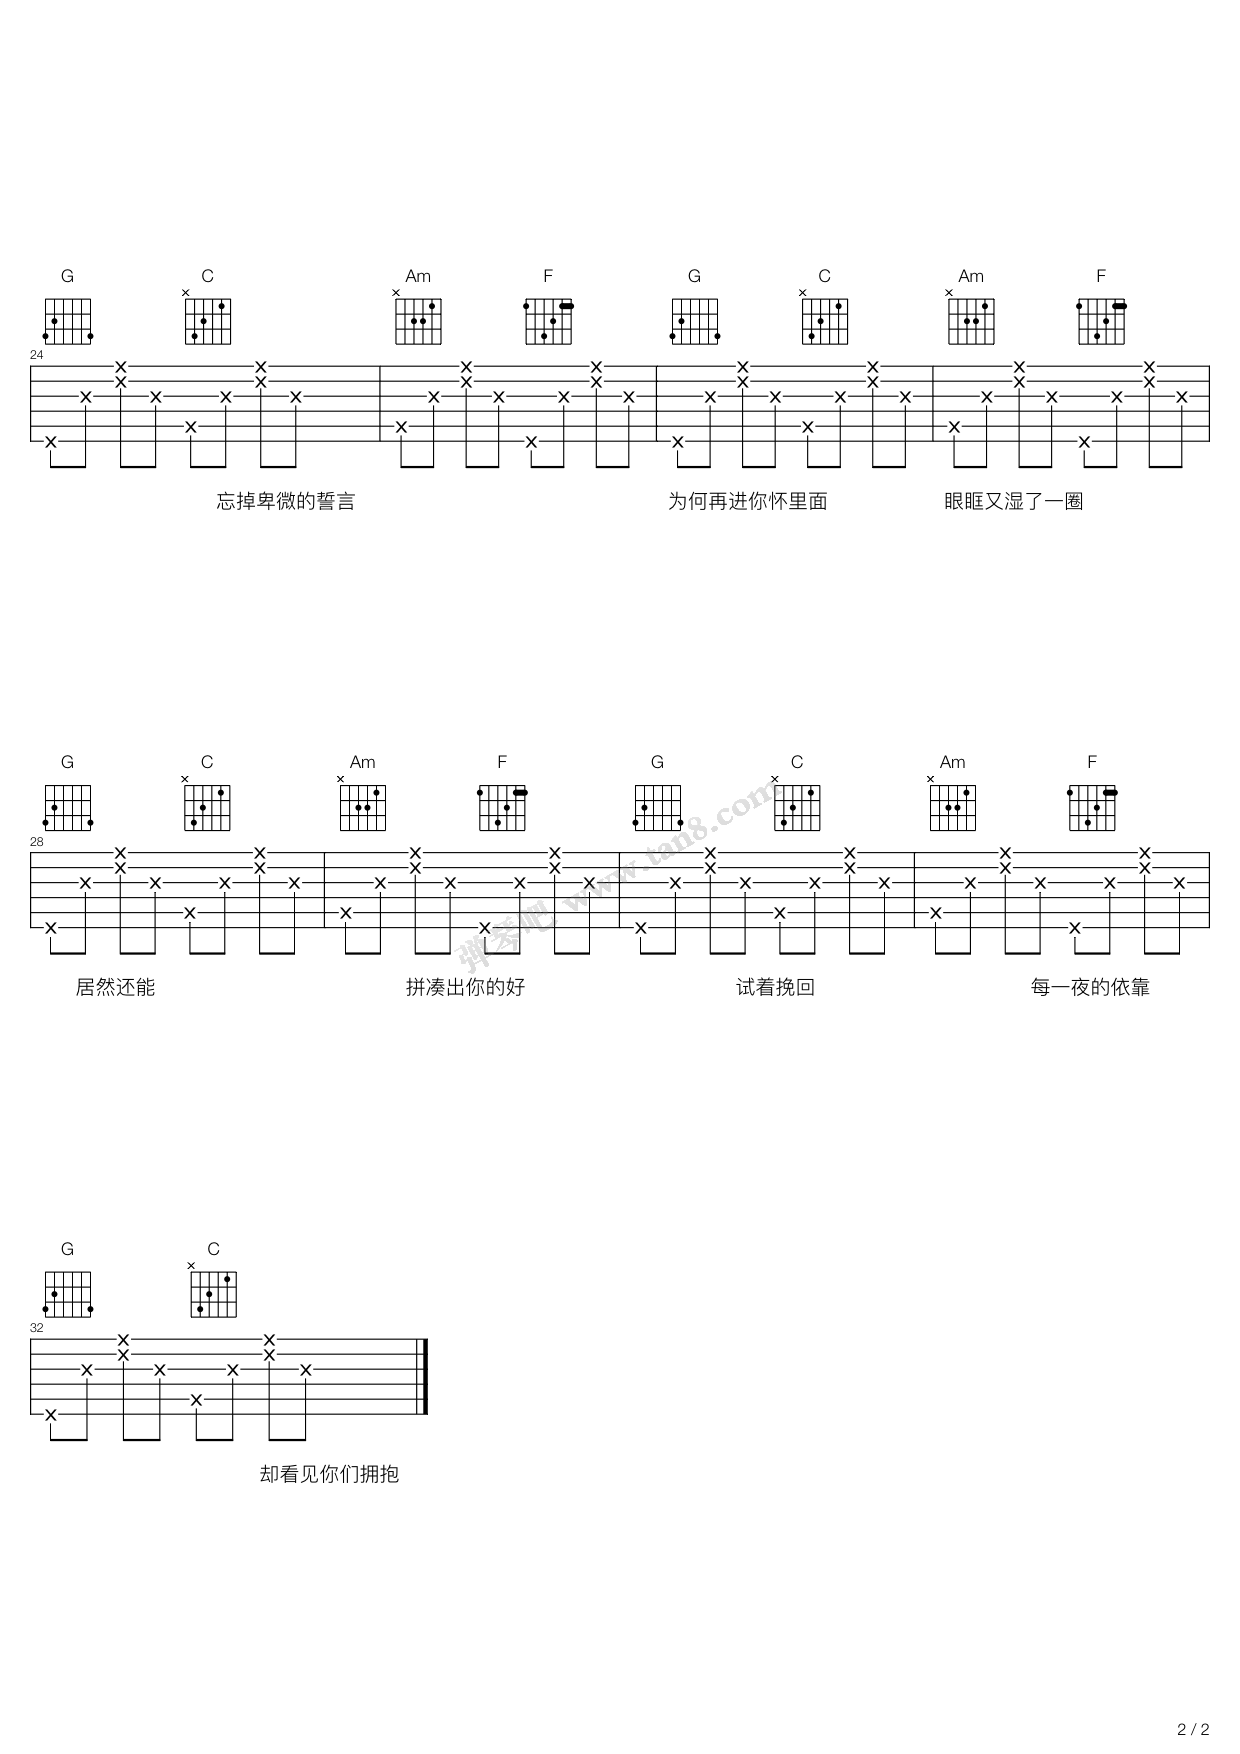 G C Am F G C Am F
24
忘掉卑微的誓言 为何再进你怀里面 眼眶又湿了一圈
G C Am F G C Am F
28
弹琴吧 www.tan8.com
居然还能 拼凑出你的好 试着挽回 每一夜的依靠
G C
32
却看见你们拥抱
2 / 2